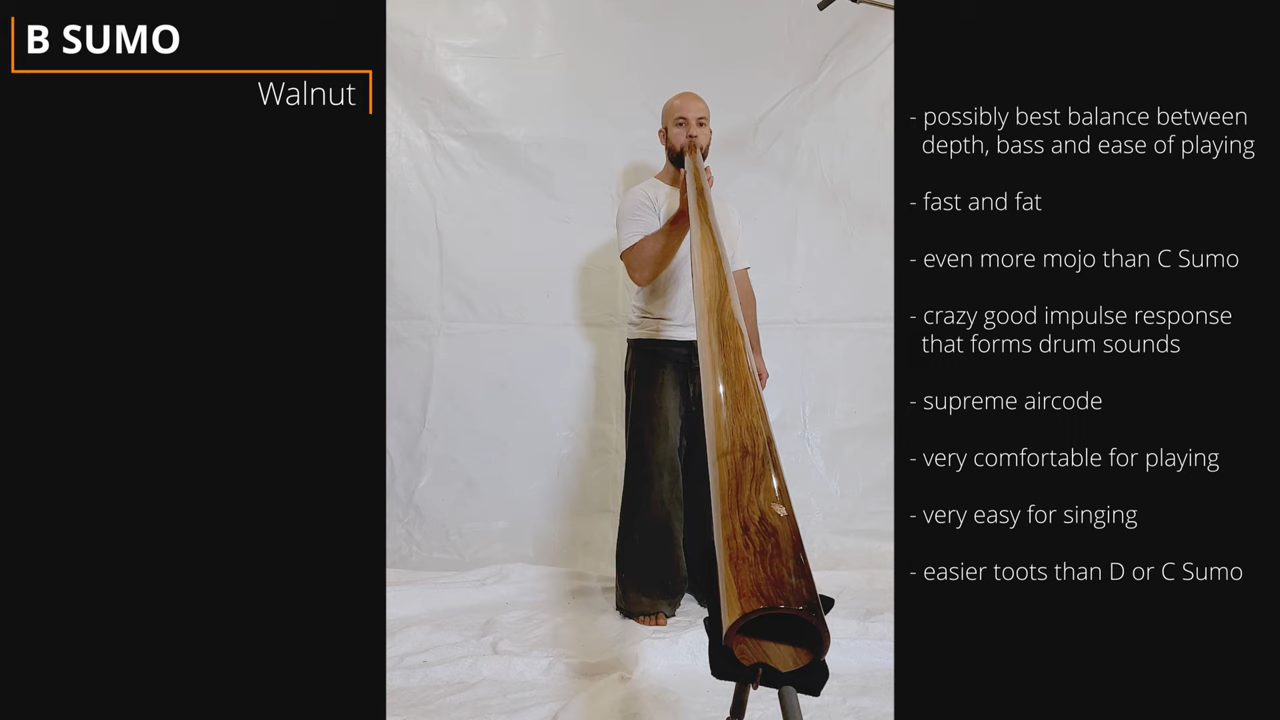 B SUMO
Walnut
- possibly best balance between
depth, bass and ease of playing
- fast and fat
- even more mojo than C Sumo
- crazy good impulse response
that forms drum sounds
- supreme aircode
- very comfortable for playing
- very easy for singing
- easier toots than D or C Sumo